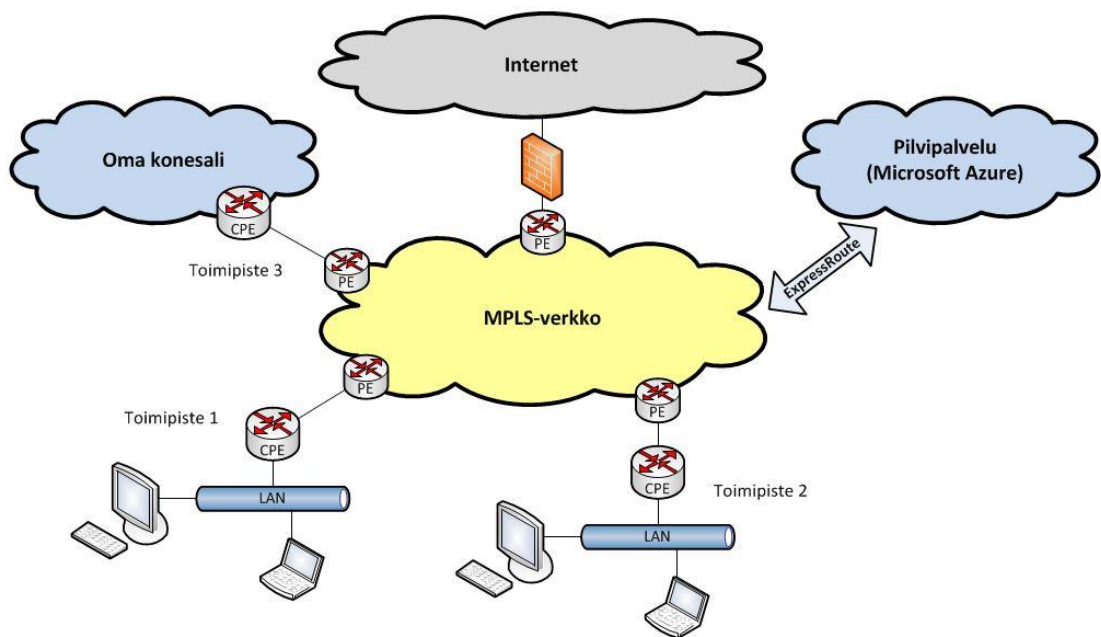 Internet
Oma konesali
Pilvipalvelu
(Microsoft Azure)
CPE
PE
Toimipiste 3
PE
ExpressRoute
MPLS-verkko
PE
PE
Toimipiste 1
CPE
CPE
Toimipiste 2
LAN
LAN